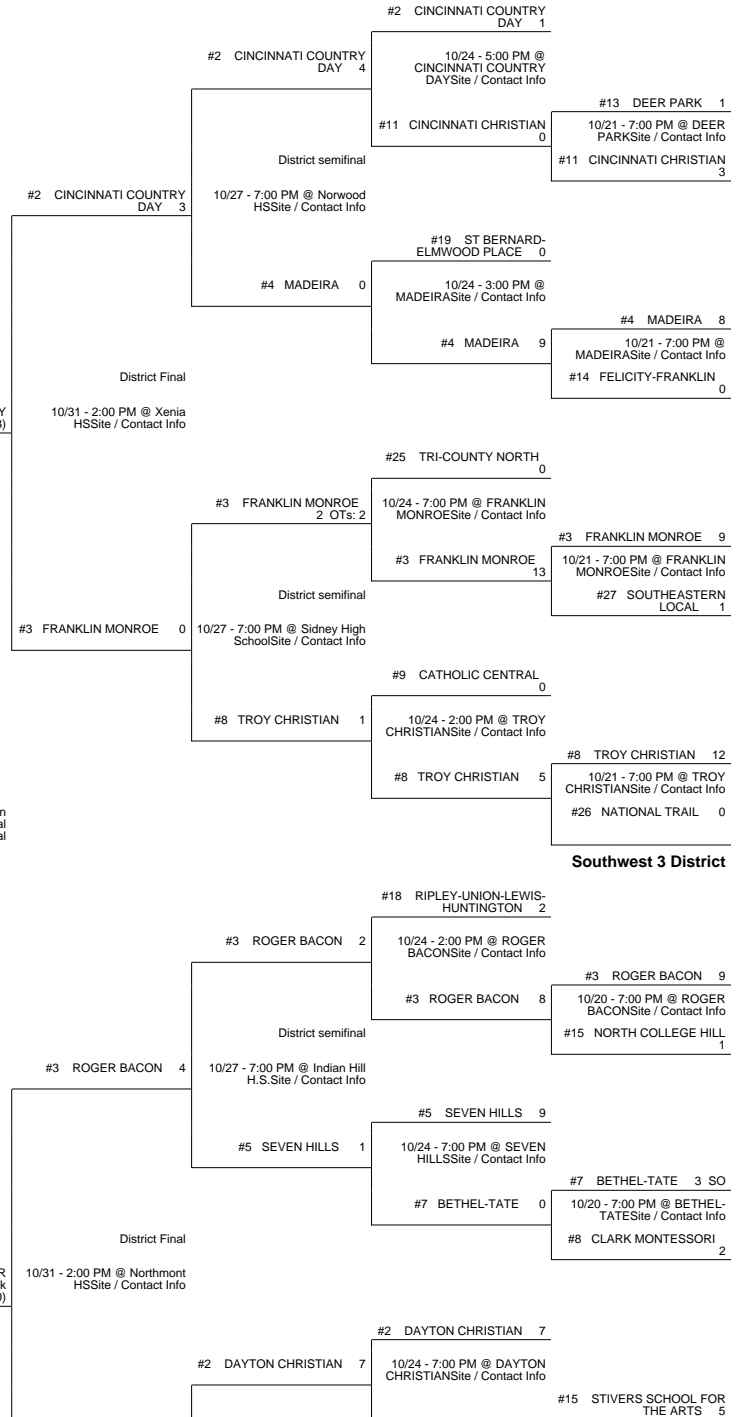 #2 CINCINNATI COUNTRY
DAY 1
#2 CINCINNATI COUNTRY
DAY 4
10/24 - 5:00 PM @
CINCINNATI COUNTRY
DAYSite / Contact Info
#13 DEER PARK 1
#11 CINCINNATI CHRISTIAN
0
10/21 - 7:00 PM @ DEER
PARKSite / Contact Info
District semifinal
#11 CINCINNATI CHRISTIAN
3
#2 CINCINNATI COUNTRY
DAY 3
10/27 - 7:00 PM @ Norwood
HSSite / Contact Info
#19 ST BERNARD-
ELMWOOD PLACE 0
#4 MADEIRA 0
10/24 - 3:00 PM @
MADEIRASite / Contact Info
#4 MADEIRA 8
#4 MADEIRA 9
10/21 - 7:00 PM @
MADEIRASite / Contact Info
District Final
#14 FELICITY-FRANKLIN
0
Y
3)
10/31 - 2:00 PM @ Xenia
HSSite / Contact Info
#25 TRI-COUNTY NORTH
0
#3 FRANKLIN MONROE
2 OTs: 2
10/24 - 7:00 PM @ FRANKLIN
MONROESite / Contact Info
#3 FRANKLIN MONROE 9
#3 FRANKLIN MONROE
13
10/21 - 7:00 PM @ FRANKLIN
MONROESite / Contact Info
District semifinal
#27 SOUTHEASTERN
LOCAL 1
#3 FRANKLIN MONROE 0
10/27 - 7:00 PM @ Sidney High
SchoolSite / Contact Info
#9 CATHOLIC CENTRAL
0
#8 TROY CHRISTIAN 1
10/24 - 2:00 PM @ TROY
CHRISTIANSite / Contact Info
#8 TROY CHRISTIAN 12
#8 TROY CHRISTIAN 5
10/21 - 7:00 PM @ TROY
CHRISTIANSite / Contact Info
#26 NATIONAL TRAIL 0
n
al
al
Southwest 3 District
#18 RIPLEY-UNION-LEWIS-
HUNTINGTON 2
#3 ROGER BACON 2
10/24 - 2:00 PM @ ROGER
BACONSite / Contact Info
#3 ROGER BACON 9
#3 ROGER BACON 8
10/20 - 7:00 PM @ ROGER
BACONSite / Contact Info
District semifinal
#15 NORTH COLLEGE HILL
1
#3 ROGER BACON 4
10/27 - 7:00 PM @ Indian Hill
H.S.Site / Contact Info
#5 SEVEN HILLS 9
#5 SEVEN HILLS 1
10/24 - 7:00 PM @ SEVEN
HILLSSite / Contact Info
#7 BETHEL-TATE 3 SO
#7 BETHEL-TATE 0
10/20 - 7:00 PM @ BETHEL-
TATESite / Contact Info
District Final
#8 CLARK MONTESSORI
2
R
k
0)
10/31 - 2:00 PM @ Northmont
HSSite / Contact Info
#2 DAYTON CHRISTIAN 7
#2 DAYTON CHRISTIAN 7
10/24 - 7:00 PM @ DAYTON
CHRISTIANSite / Contact Info
#15 STIVERS SCHOOL FOR
THE ARTS 5